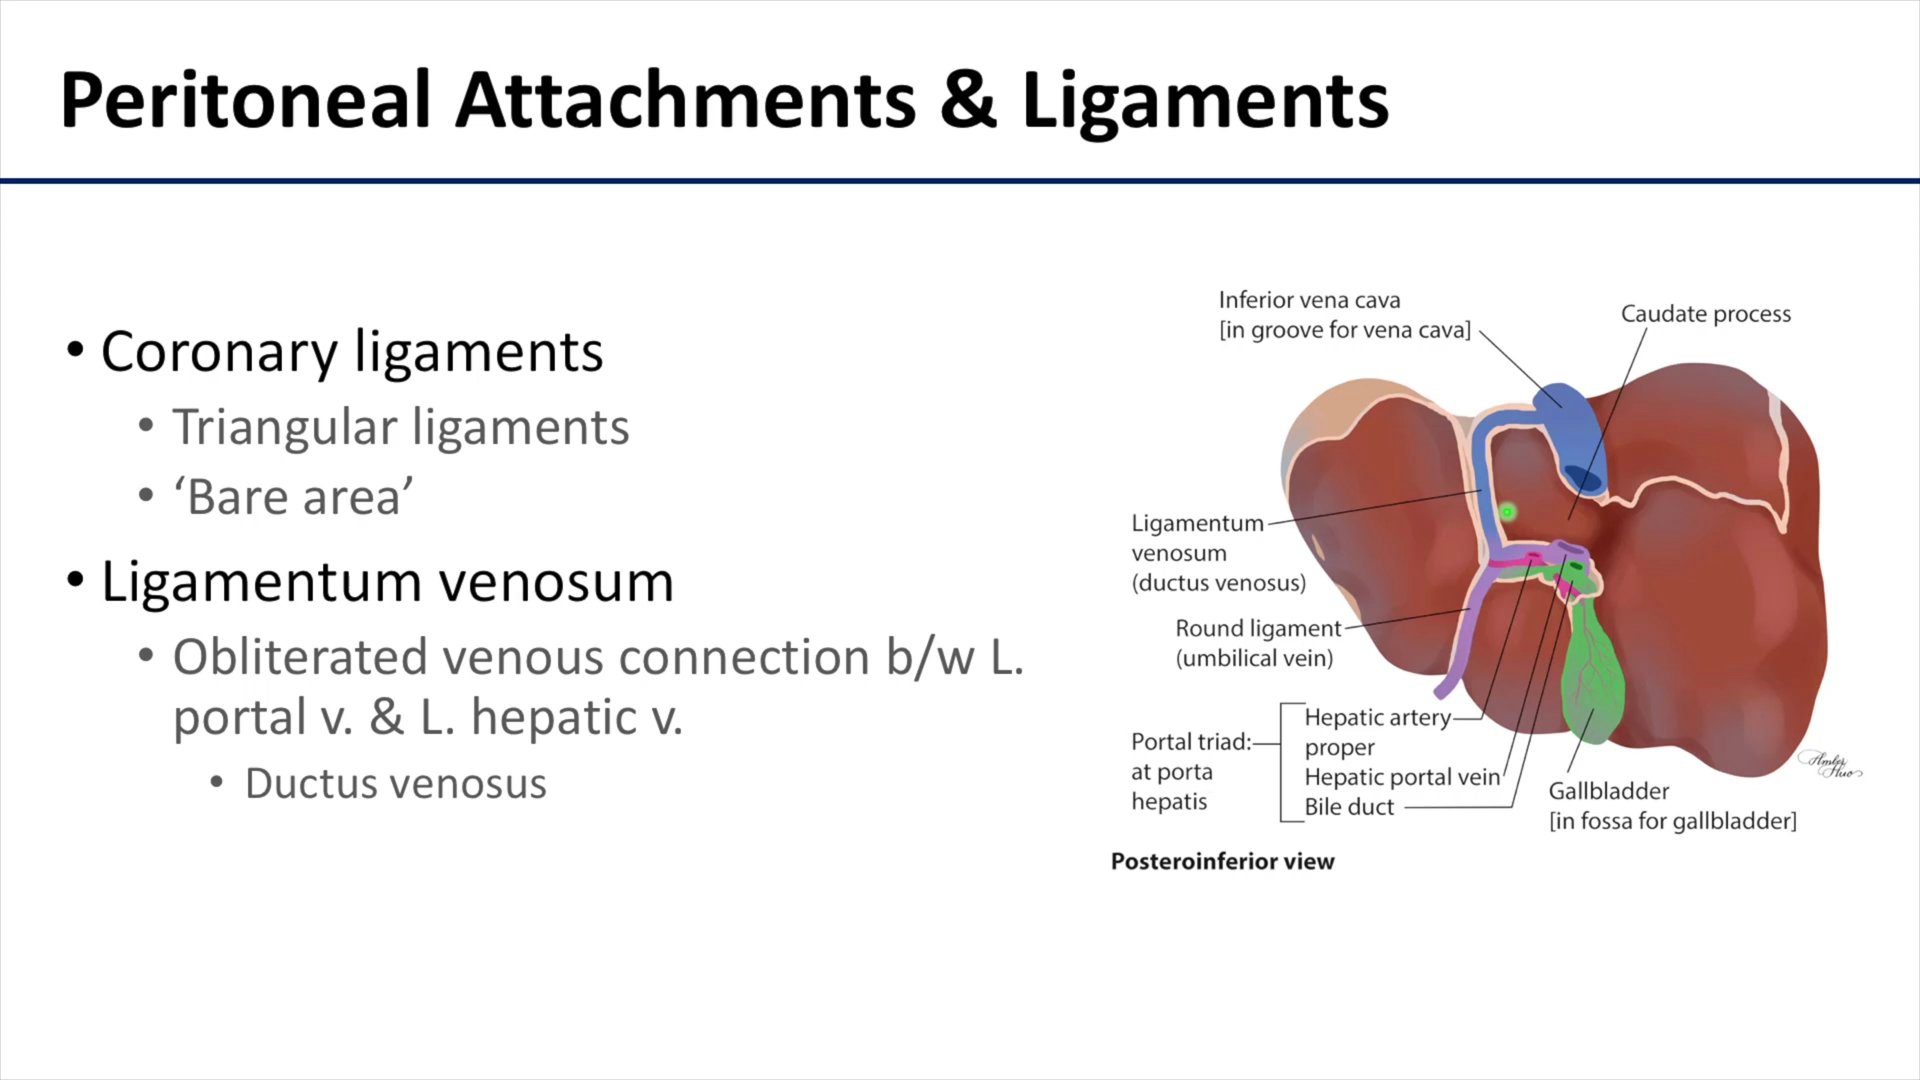 Peritoneal Attachments & Ligaments
• Coronary ligaments
• Triangular ligaments
• ‘Bare area’
• Ligamentum venosum
• Obliterated venous connection b/w L.
portal v. & L. hepatic v.
• Ductus venosus
Inferior vena cava
[in groove for vena cava]
Caudate process
Ligamentum
venosum
(ductus venosus)
Round ligament
(umbilical vein)
Portal triad:
at porta
hepatis
Hepatic artery
proper
Hepatic portal vein
Bile duct
Gallbladder
[in fossa for gallbladder]
Amber
Huo
Posteroinferior view